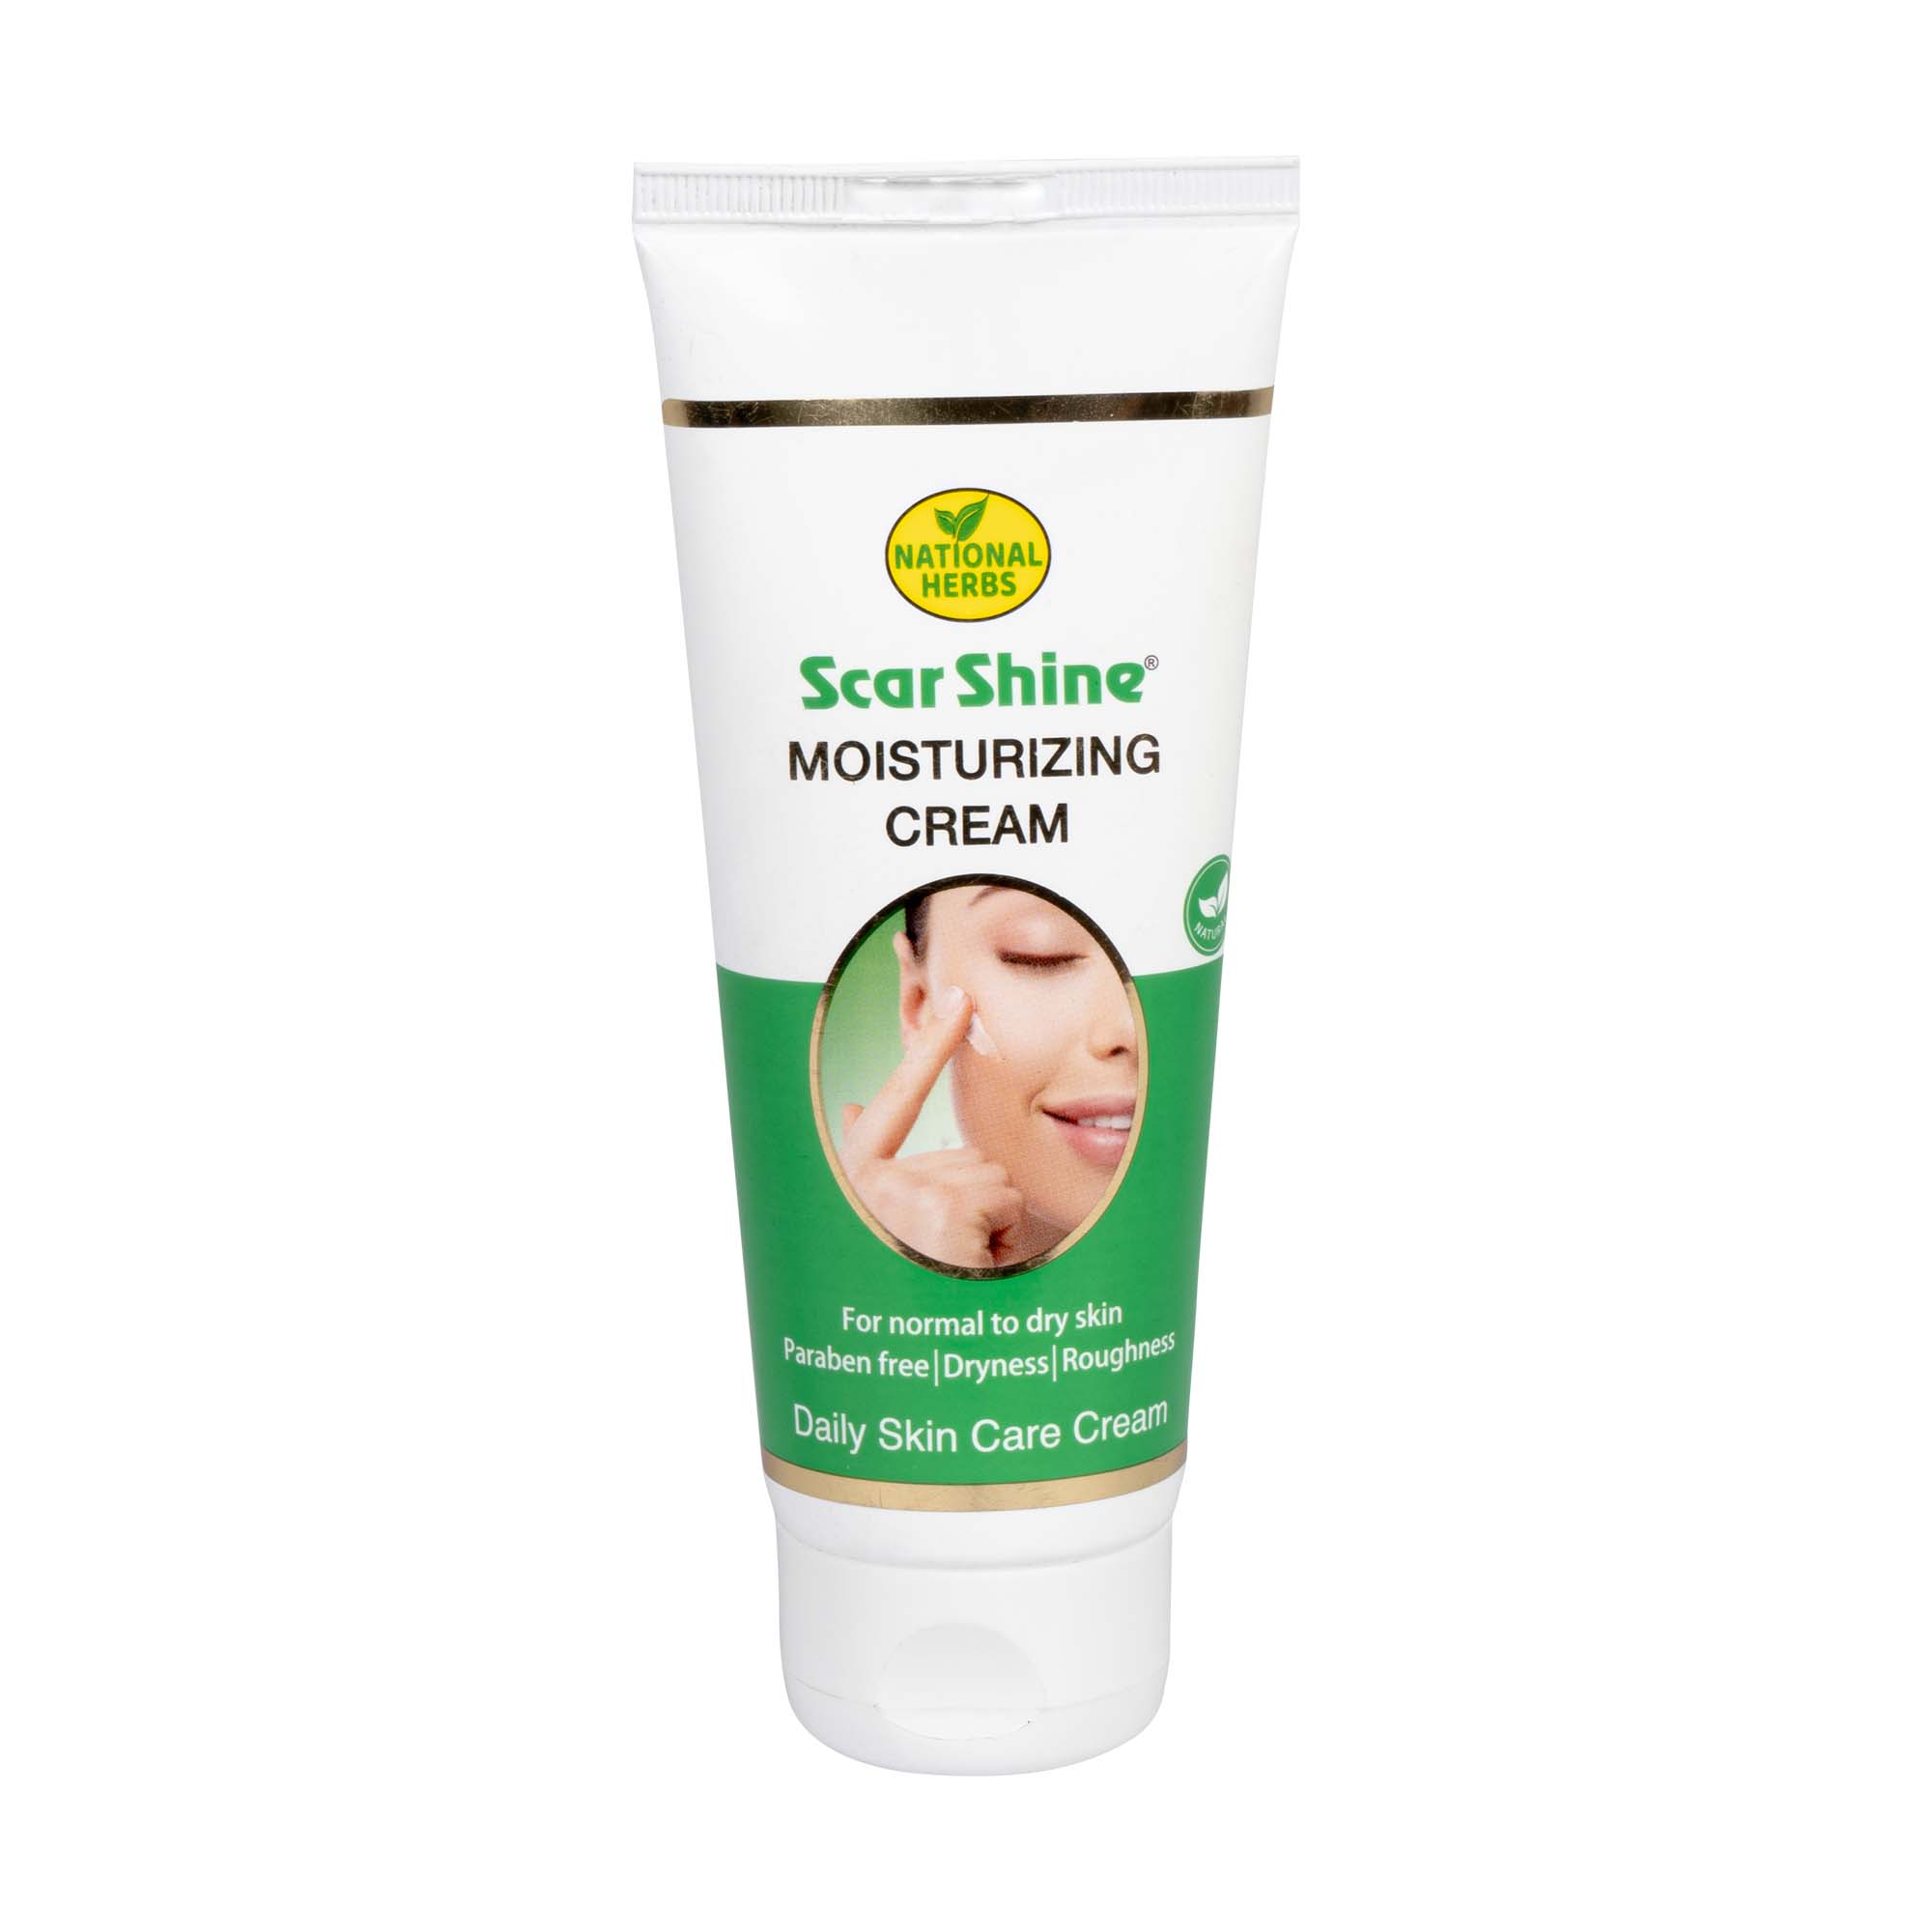 NATIONAL
HERBS
Scar Shine®
MOISTURIZING
CREAM
For normal to dry skin
Paraben free|Dryness|Roughness
Daily Skin Care Cream